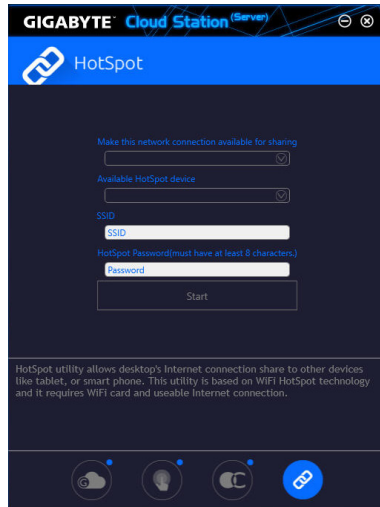 GIGABYTE™ Cloud Station (Server)
HotSpot
Make this network connection available for sharing
Available HotSpot device
SSID
SSID
HotSpot Password(must have at least 8 characters.)
Password
Start
HotSpot utility allows desktop's Internet connection share to other devices
like tablet, or smart phone. This utility is based on WiFi HotSpot technology
and it requires WiFi card and useable Internet connection.
G